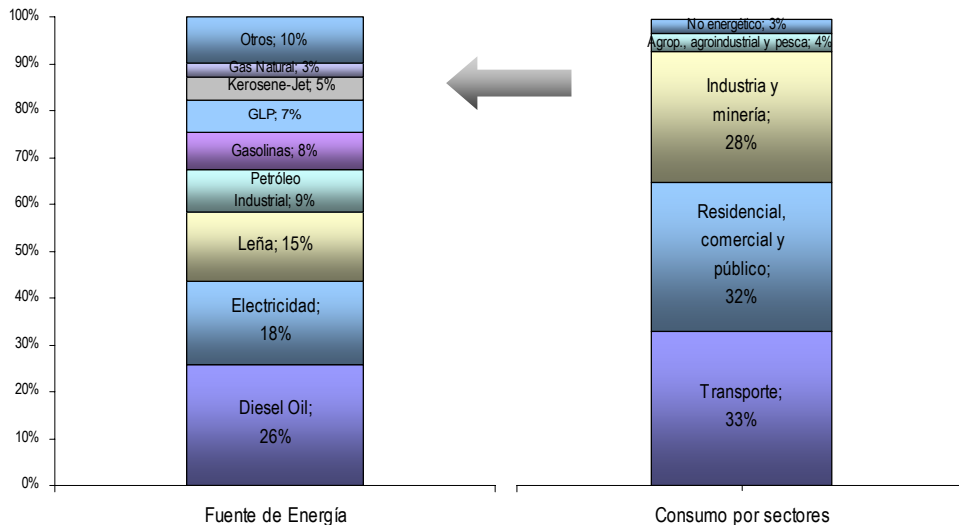 100%
90%
80%
70%
60%
50%
40%
30%
20%
10%
0%
Otros; 10%
Gas Natural; 3%
Kerosene-Jet; 5%
GLP; 7%
Gasolinas; 8%
Petróleo
Industrial; 9%
Leña; 15%
Electricidad;
18%
Diesel Oil;
26%
Fuente de Energía
No energético; 3%
Agrop., agroindustrial y pesca; 4%
Industria y
minería;
28%
Residencial,
comercial y
público;
32%
Transporte;
33%
Consumo por sectores